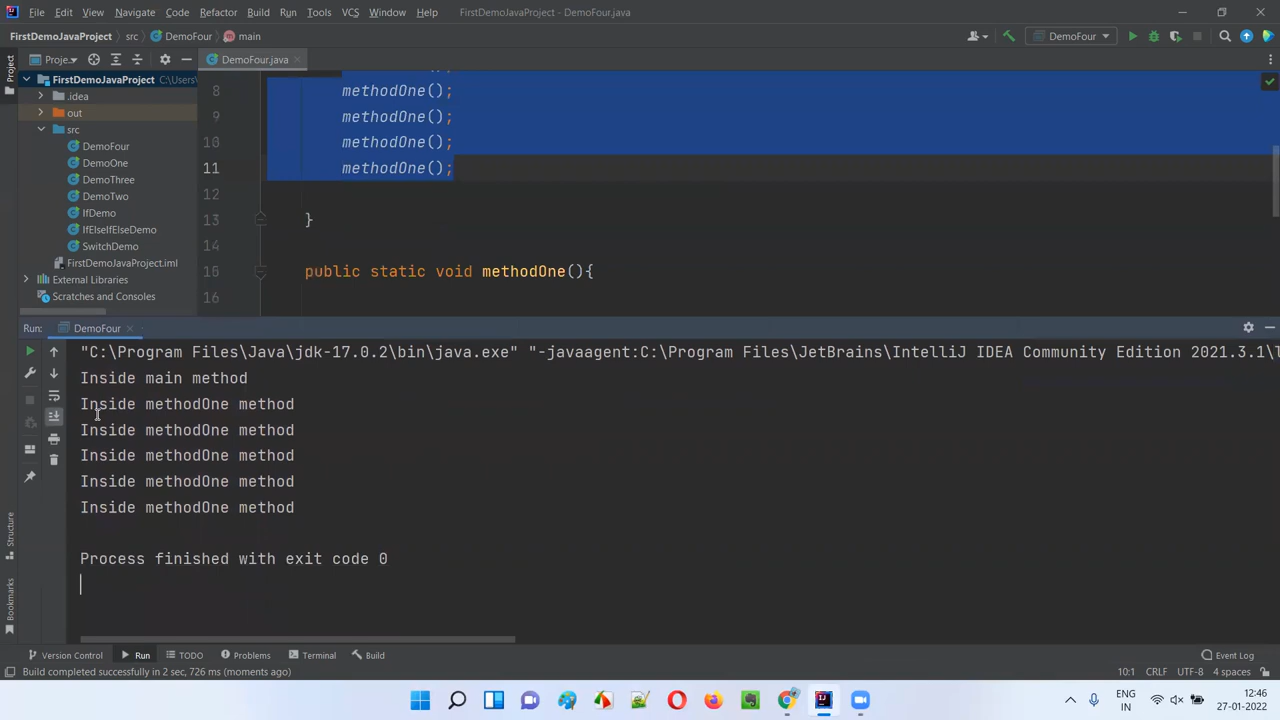 File Edit View Navigate Code Refactor Build Run Tools VCS Window Help FirstDemoJavaProject - DemoFour.java
FirstDemoJavaProject src DemoFour main DemoFour
Project
Proje... DemoFour.java
FirstDemoJavaProject C:\Users\
.idea
out
src
DemoFour
DemoOne
DemoThree
DemoTwo
IfDemo
IfElseIfElseDemo
SwitchDemo
FirstDemoJavaProject.iml
External Libraries
Scratches and Consoles
8 methodOne();
9 methodOne();
10 methodOne();
11 methodOne();
12
13 }
14
15 public static void methodOne(){
16
Run: DemoFour
"C:\Program Files\Java\jdk-17.0.2\bin\java.exe" "-javaagent:C:\Program Files\JetBrains\IntelliJ IDEA Community Edition 2021.3.1\
Inside main method
Inside methodOne method
Inside methodOne method
Inside methodOne method
Inside methodOne method
Inside methodOne method
Process finished with exit code 0
Structure
Bookmarks
Version Control Run TODO Problems Terminal Build Event Log
Build completed successfully in 2 sec, 726 ms (moments ago) 10:1 CRLF UTF-8 4 spaces
ENG
IN
12:46
27-01-2022